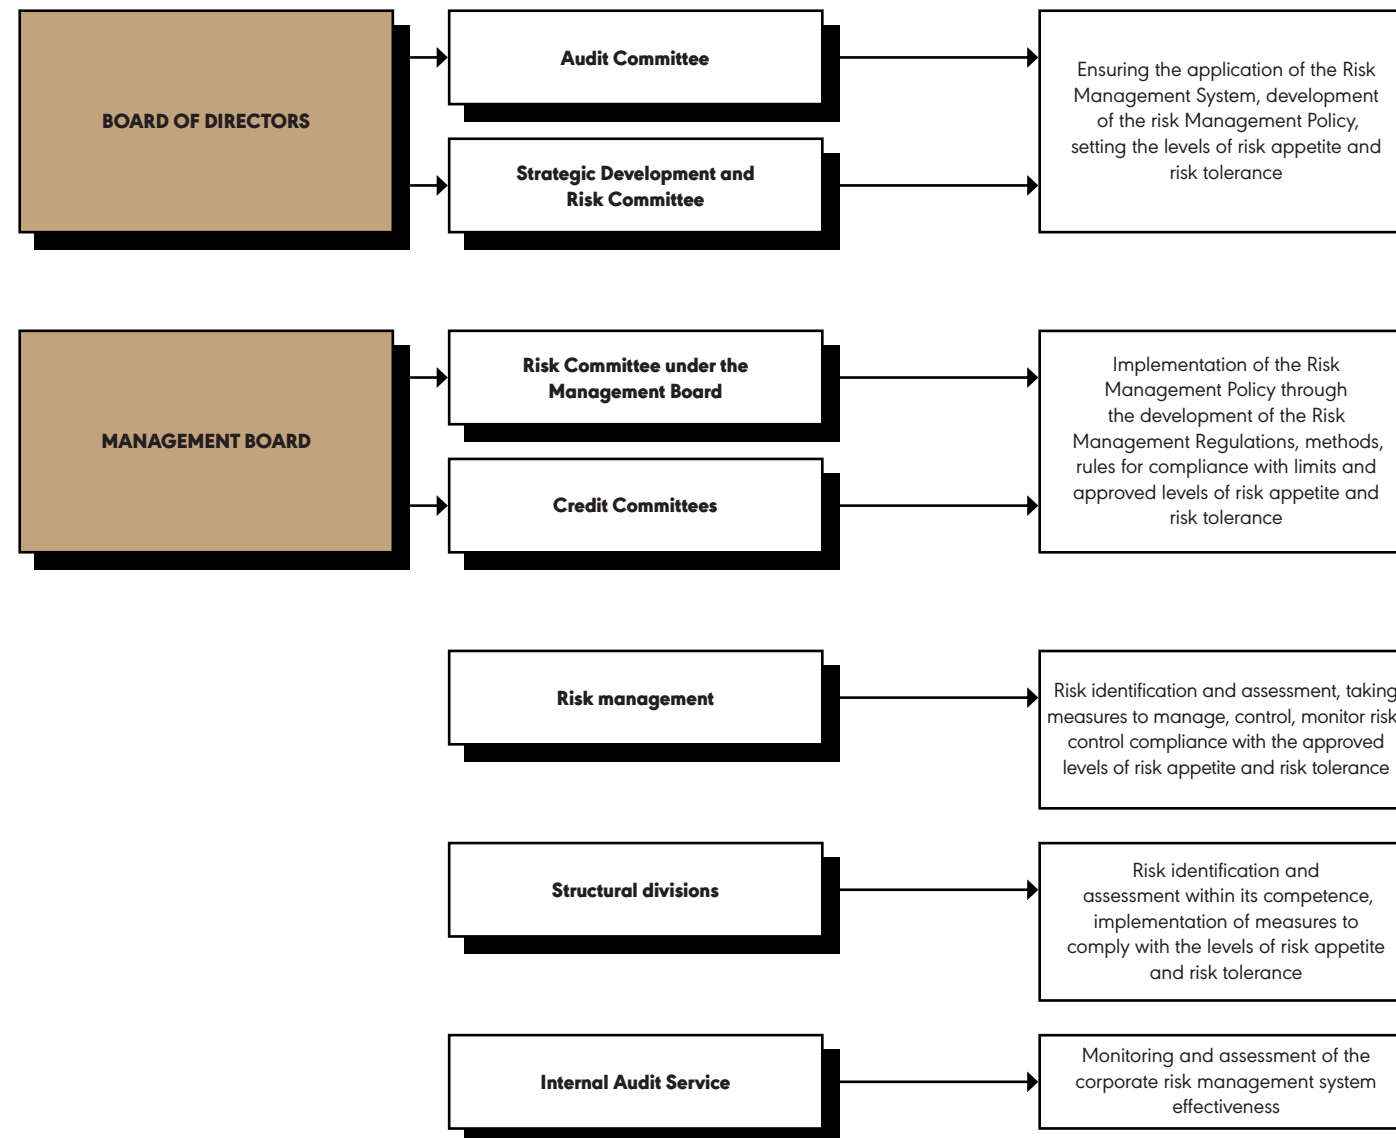 BOARD OF DIRECTORS
Audit Committee
Strategic Development and
Risk Committee
Ensuring the application of the Risk
Management System, development
of the risk Management Policy,
setting the levels of risk appetite and
risk tolerance
MANAGEMENT BOARD
Risk Committee under the
Management Board
Credit Committees
Implementation of the Risk
Management Policy through
the development of the Risk
Management Regulations, methods,
rules for compliance with limits and
approved levels of risk appetite and
risk tolerance
Risk management
Risk identification and assessment, taking
measures to manage, control, monitor risk
control compliance with the approved
levels of risk appetite and risk tolerance
Structural divisions
Risk identification and
assessment within its competence,
implementation of measures to
comply with the levels of risk appetite
and risk tolerance
Internal Audit Service
Monitoring and assessment of the
corporate risk management system
effectiveness